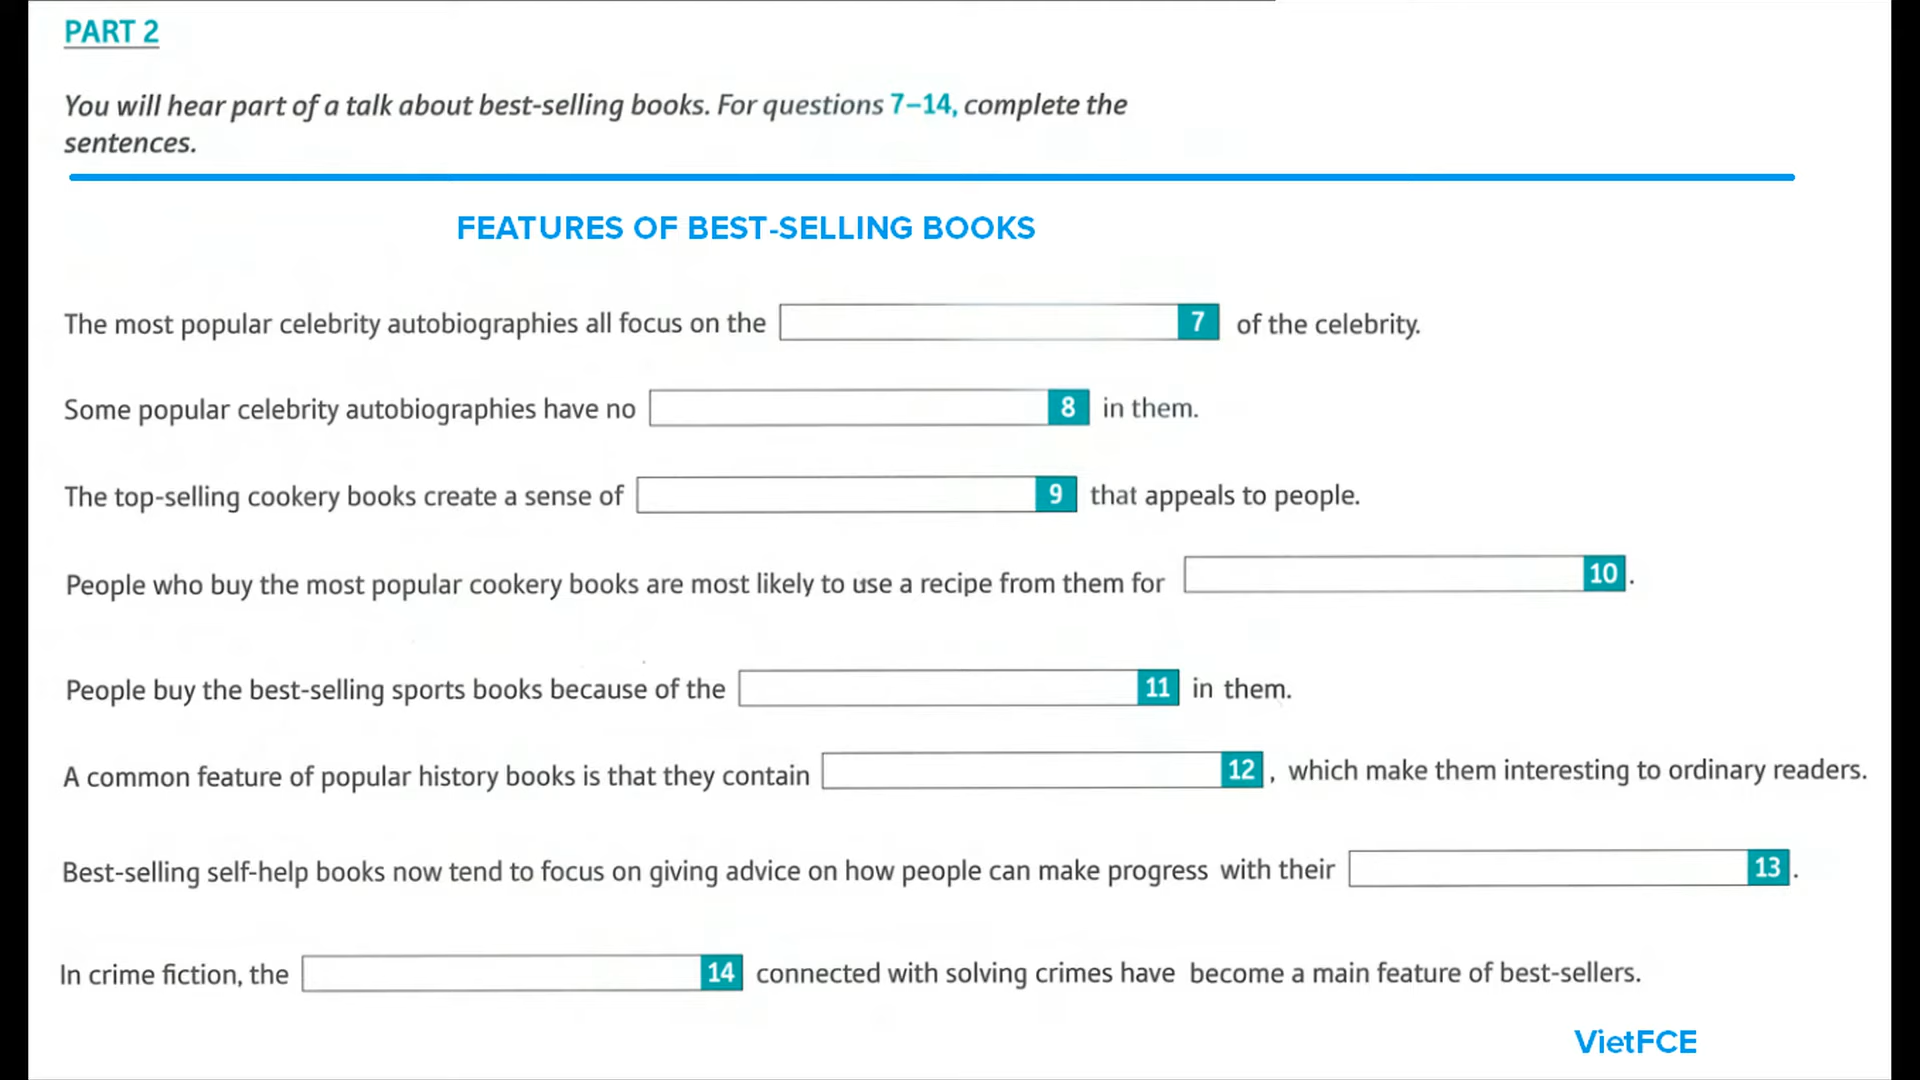 PART 2
You will hear part of a talk about best-selling books. For questions 7–14, complete the
sentences.
FEATURES OF BEST-SELLING BOOKS
The most popular celebrity autobiographies all focus on the 7 of the celebrity.
Some popular celebrity autobiographies have no 8 in them.
The top-selling cookery books create a sense of 9 that appeals to people.
People who buy the most popular cookery books are most likely to use a recipe from them for 10 .
People buy the best-selling sports books because of the 11 in them.
A common feature of popular history books is that they contain 12 , which make them interesting to ordinary readers.
Best-selling self-help books now tend to focus on giving advice on how people can make progress with their 13 .
In crime fiction, the 14 connected with solving crimes have become a main feature of best-sellers.
VietFCE